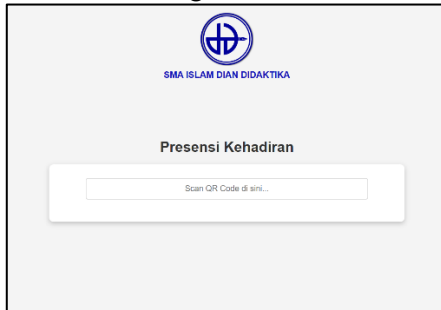 SMA ISLAM DIAN DIDAKTIKA
Presensi Kehadiran
Scan QR Code di sini...